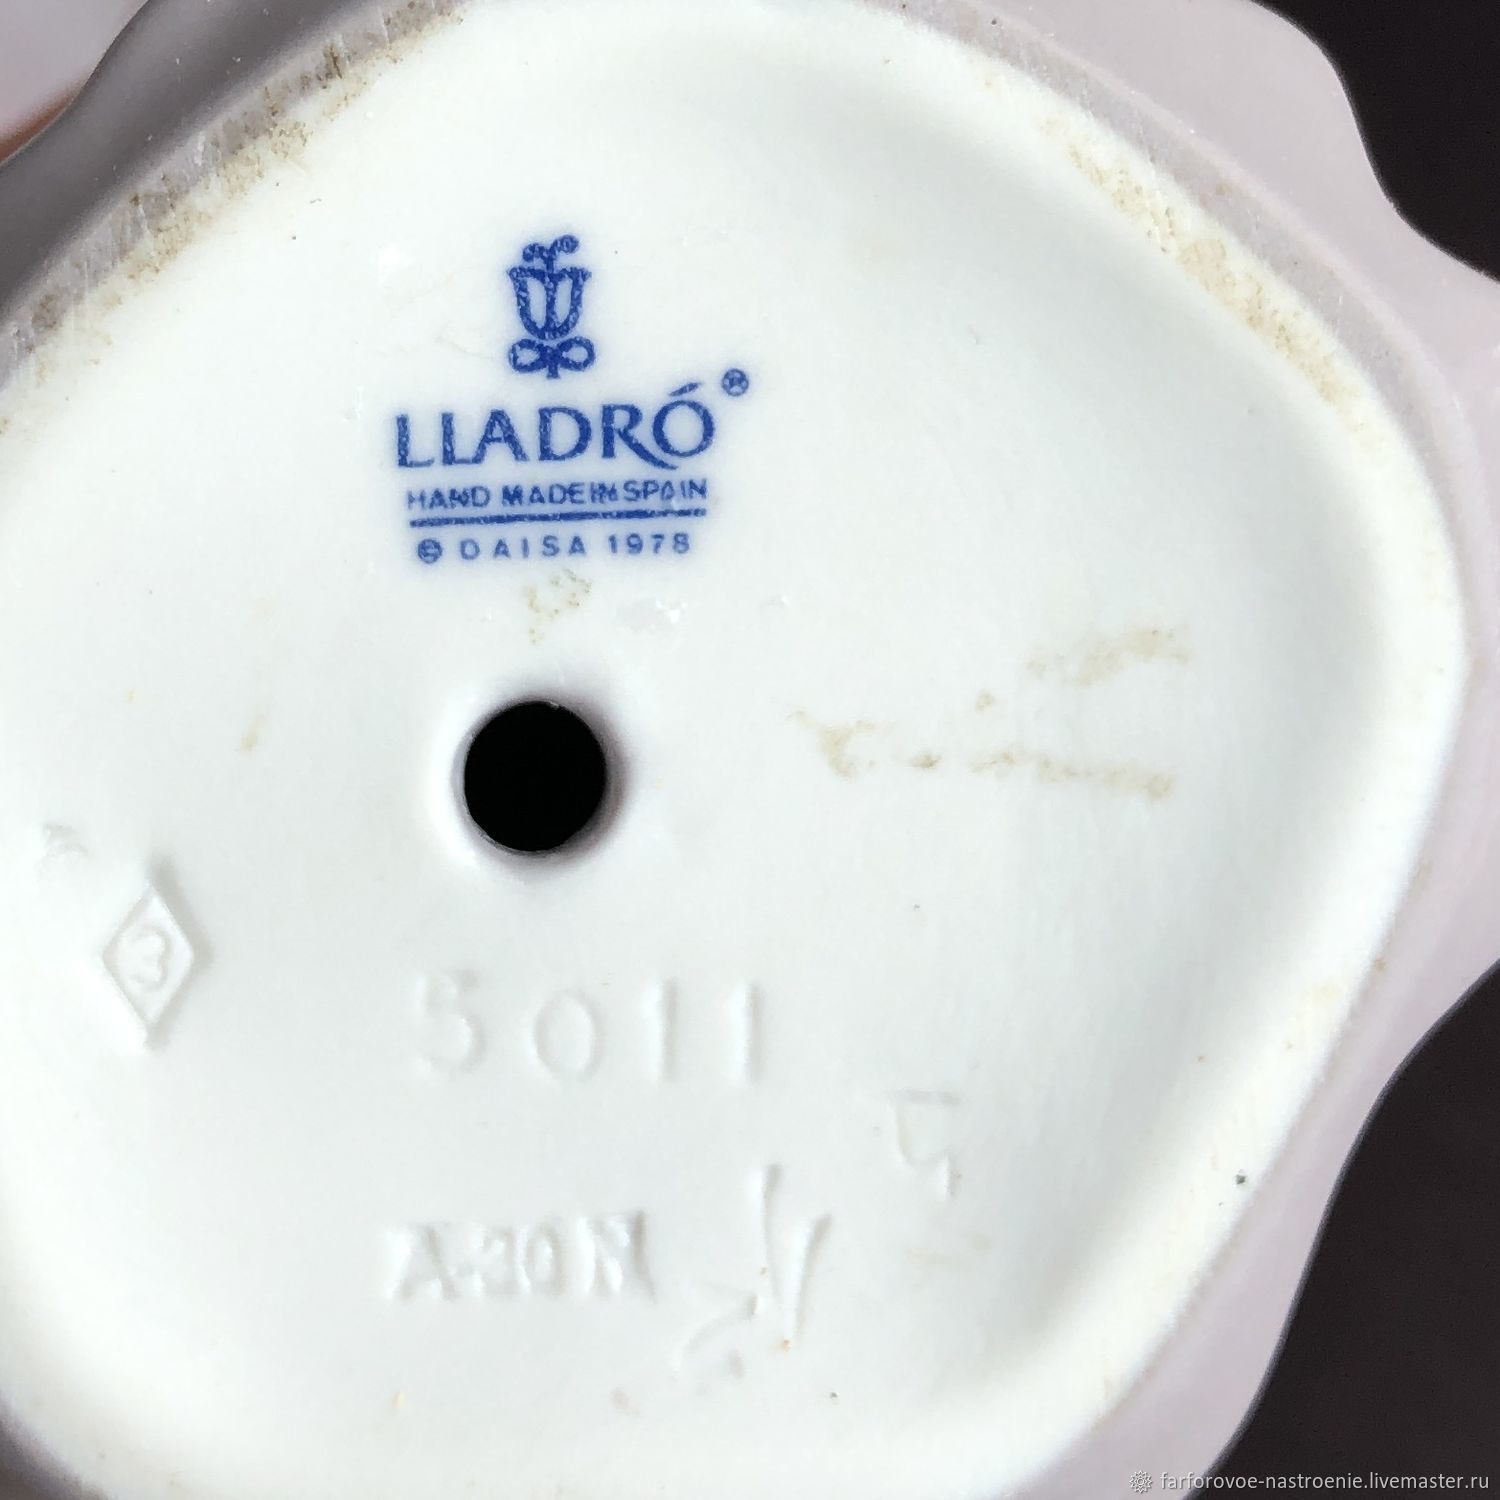 LLADRÓ®
HAND MADE IN SPAIN
© DAISA 1978
3
5011
A-30N
farforovoe-nastroenie.livemaster.ru